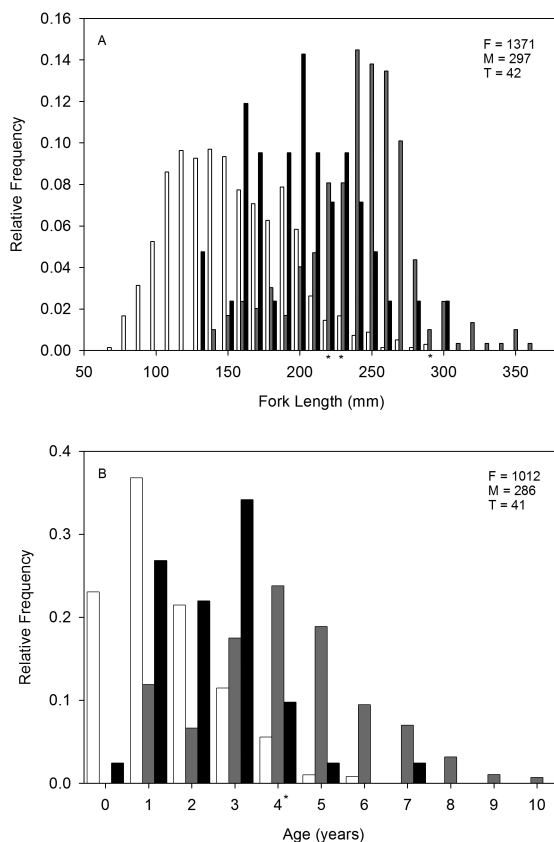 0.16
A
F = 1371
M = 297
T = 42
0.14
0.12
0.10
0.08
0.06
0.04
0.02
0.00
Relative Frequency
50 100 150 200 250 300 350
* * *
Fork Length (mm)
0.4
B
F = 1012
M = 286
T = 41
0.3
0.2
0.1
0.0
Relative Frequency
0 1 2 3 4* 5 6 7 8 9 10
Age (years)